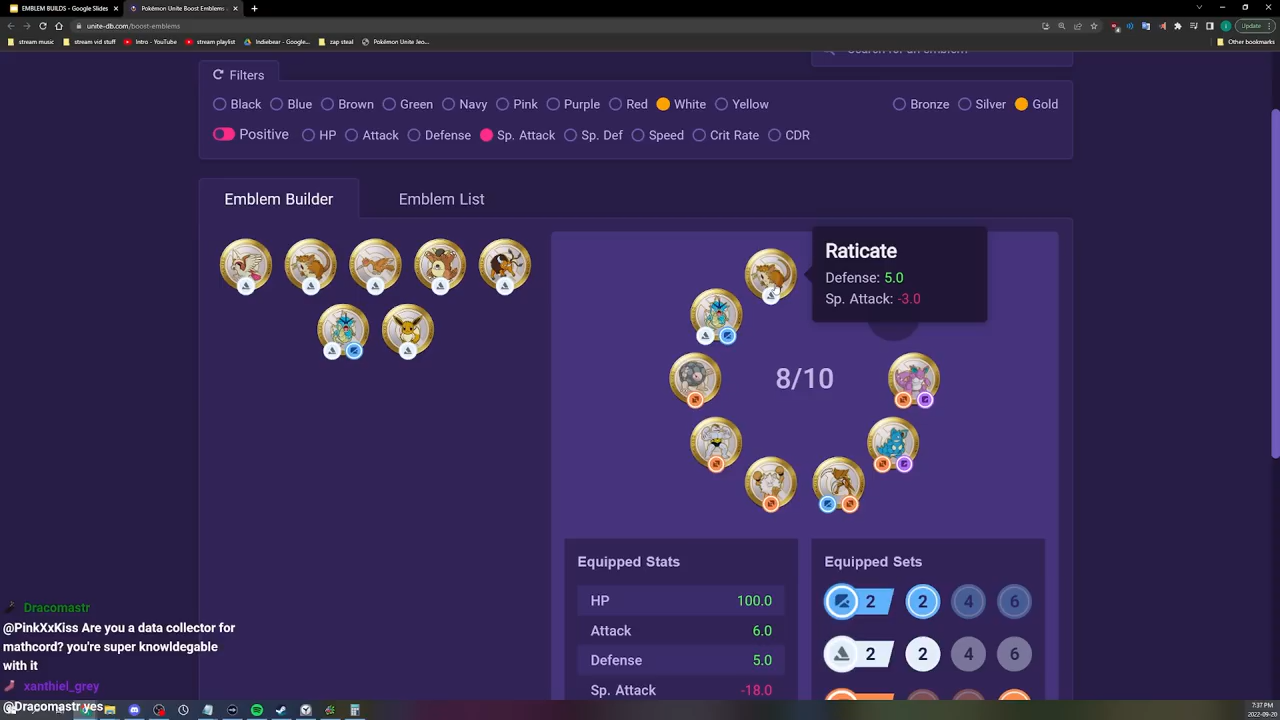 EMBLEM BUILDS - Google Slides
Pokémon Unite Boost Emblems
unite-db.com/boost-emblems
Update
stream music
stream vid stuff
Intro - YouTube
stream playlist
Indiebear - Google...
zap steal
Pokémon Unite Jeo...
Other bookmarks
Filters
Black
Blue
Brown
Green
Navy
Pink
Purple
Red
White
Yellow
Bronze
Silver
Gold
Positive
HP
Attack
Defense
Sp. Attack
Sp. Def
Speed
Crit Rate
CDR
Emblem Builder
Emblem List
Raticate
Defense: 5.0
Sp. Attack: -3.0
8/10
Equipped Stats
HP 100.0
Attack 6.0
Defense 5.0
Sp. Attack -18.0
Equipped Sets
2 2 4 6
2 2 4 6
Dracomastr
@PinkXxKiss Are you a data collector for
mathcord? you're super knowldegable
with it
xanthiel_grey
@Dracomastr yes
7:37 PM
2022-09-20